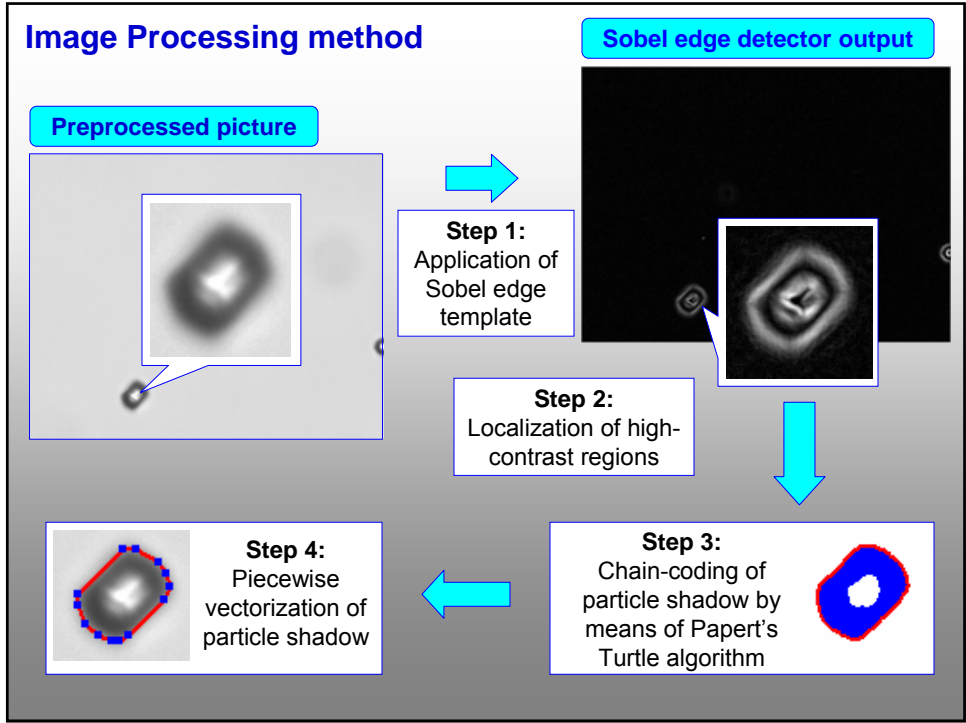 Image Processing method
Sobel edge detector output
Preprocessed picture
Step 1:
Application of
Sobel edge
template
Step 2:
Localization of high-
contrast regions
Step 3:
Chain-coding of
particle shadow by
means of Papert's
Turtle algorithm
Step 4:
Piecewise
vectorization of
particle shadow